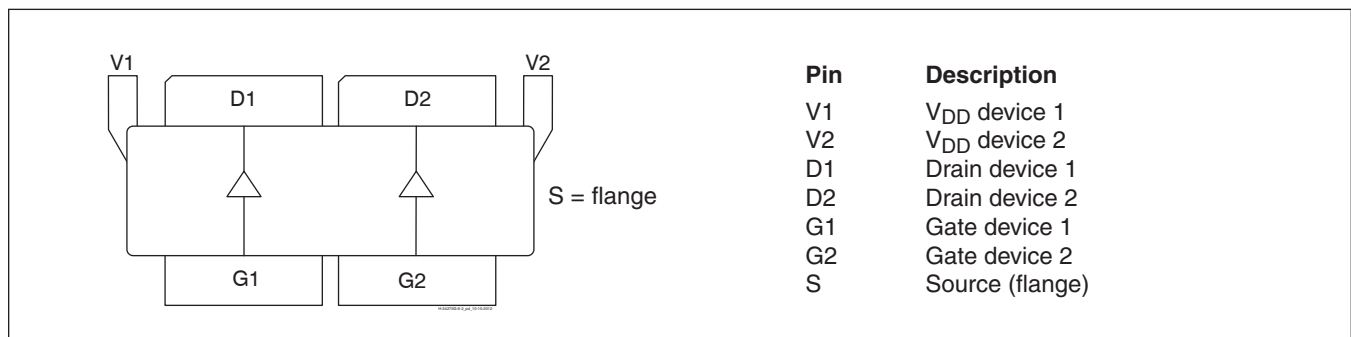 V1
V2
D1
D2
S = flange
G1
G2
Pin Description
V1 VDD device 1
V2 VDD device 2
D1 Drain device 1
D2 Drain device 2
G1 Gate device 1
G2 Gate device 2
S Source (flange)